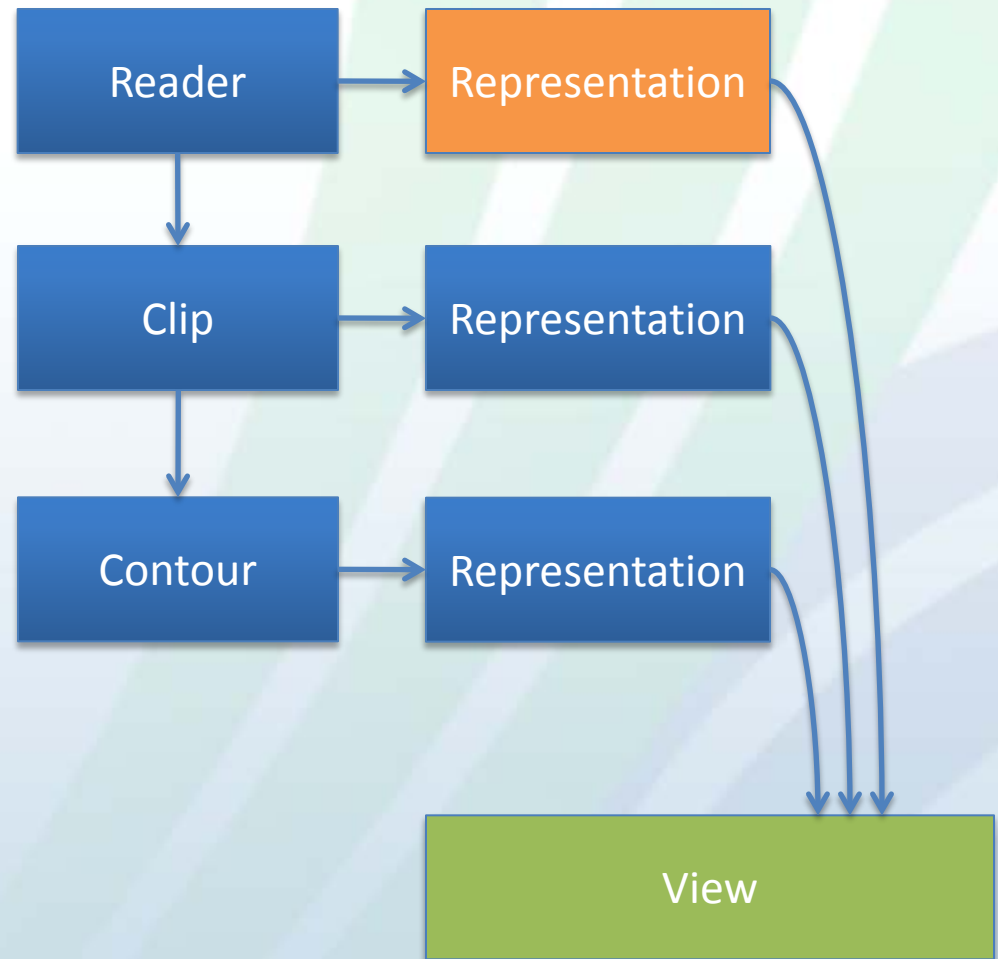 Reader
Representation
Clip
Representation
Contour
Representation
View